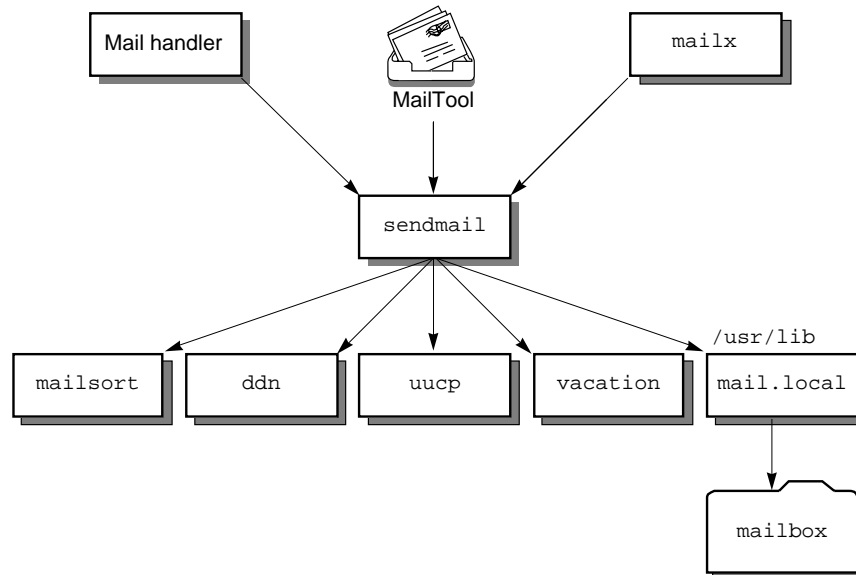 Mail handler
mailx
MailTool
sendmail
/usr/lib
mailsort
ddn
uucp
vacation
mail.local
mailbox